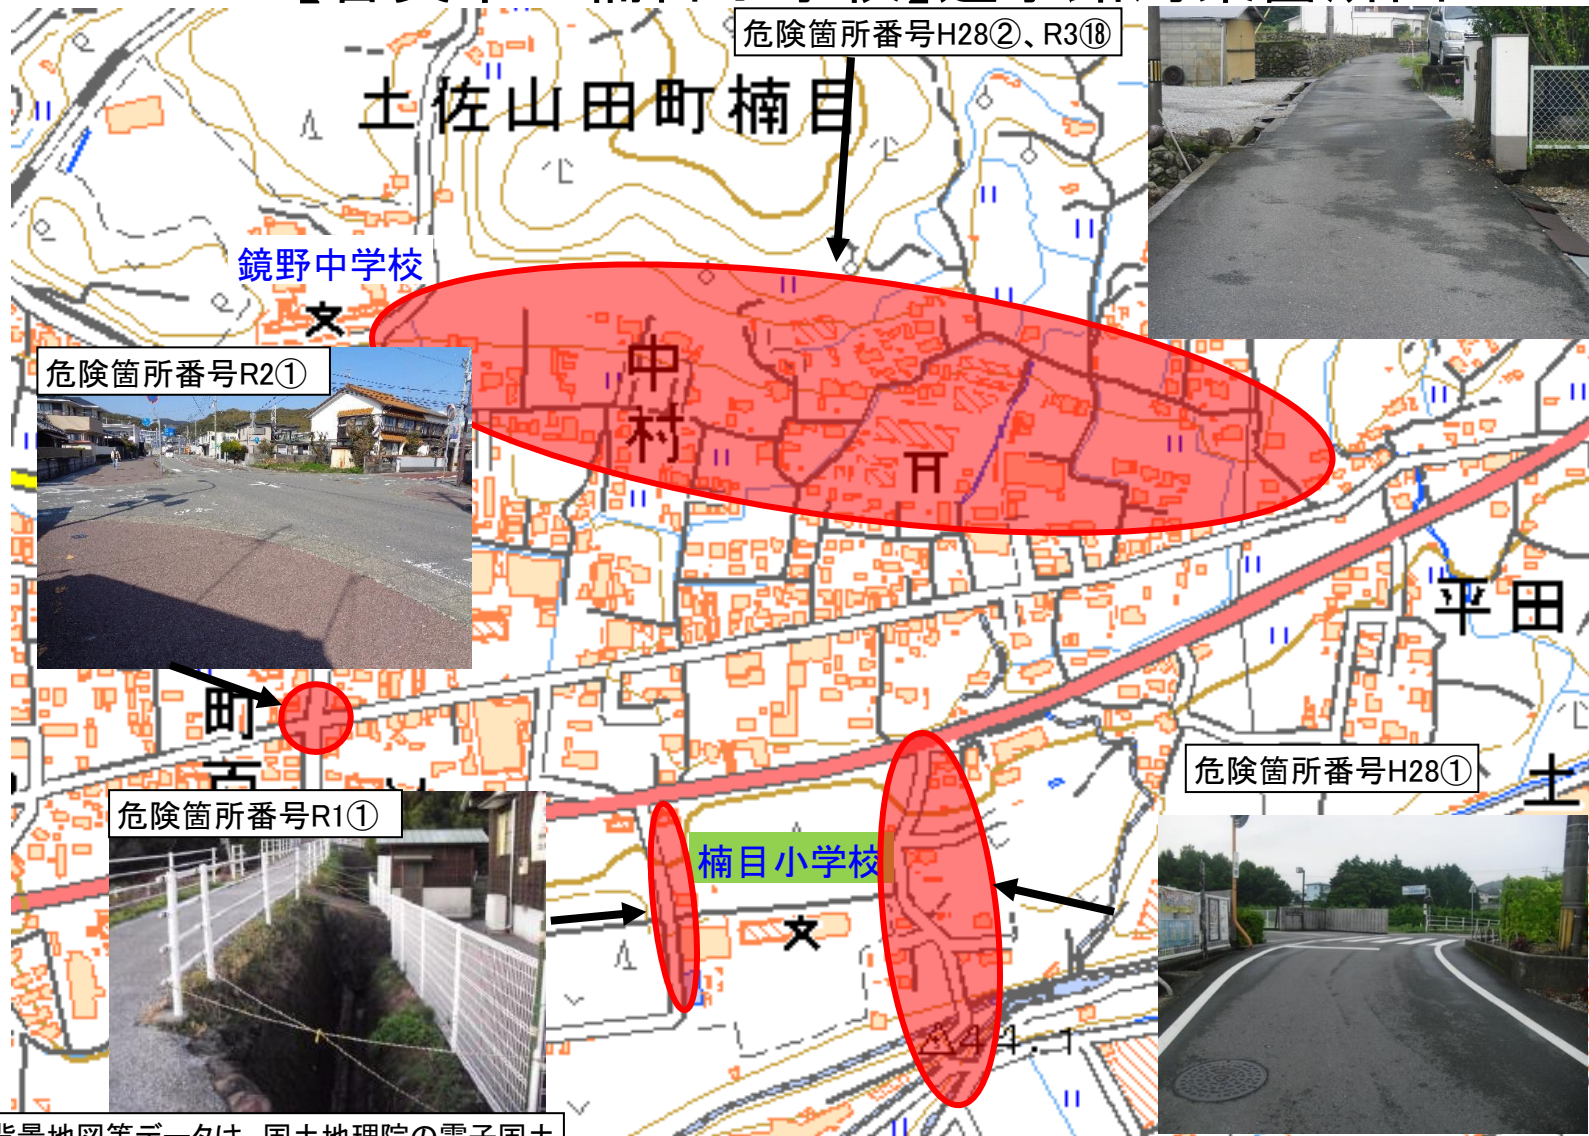 危険箇所番号H28②、R3⑱
土佐山田町楠目
鏡野中学校
危険箇所番号R2①
中村
平田
町
危険箇所番号H28①
土
危険箇所番号R1①
楠目小学校
44.1